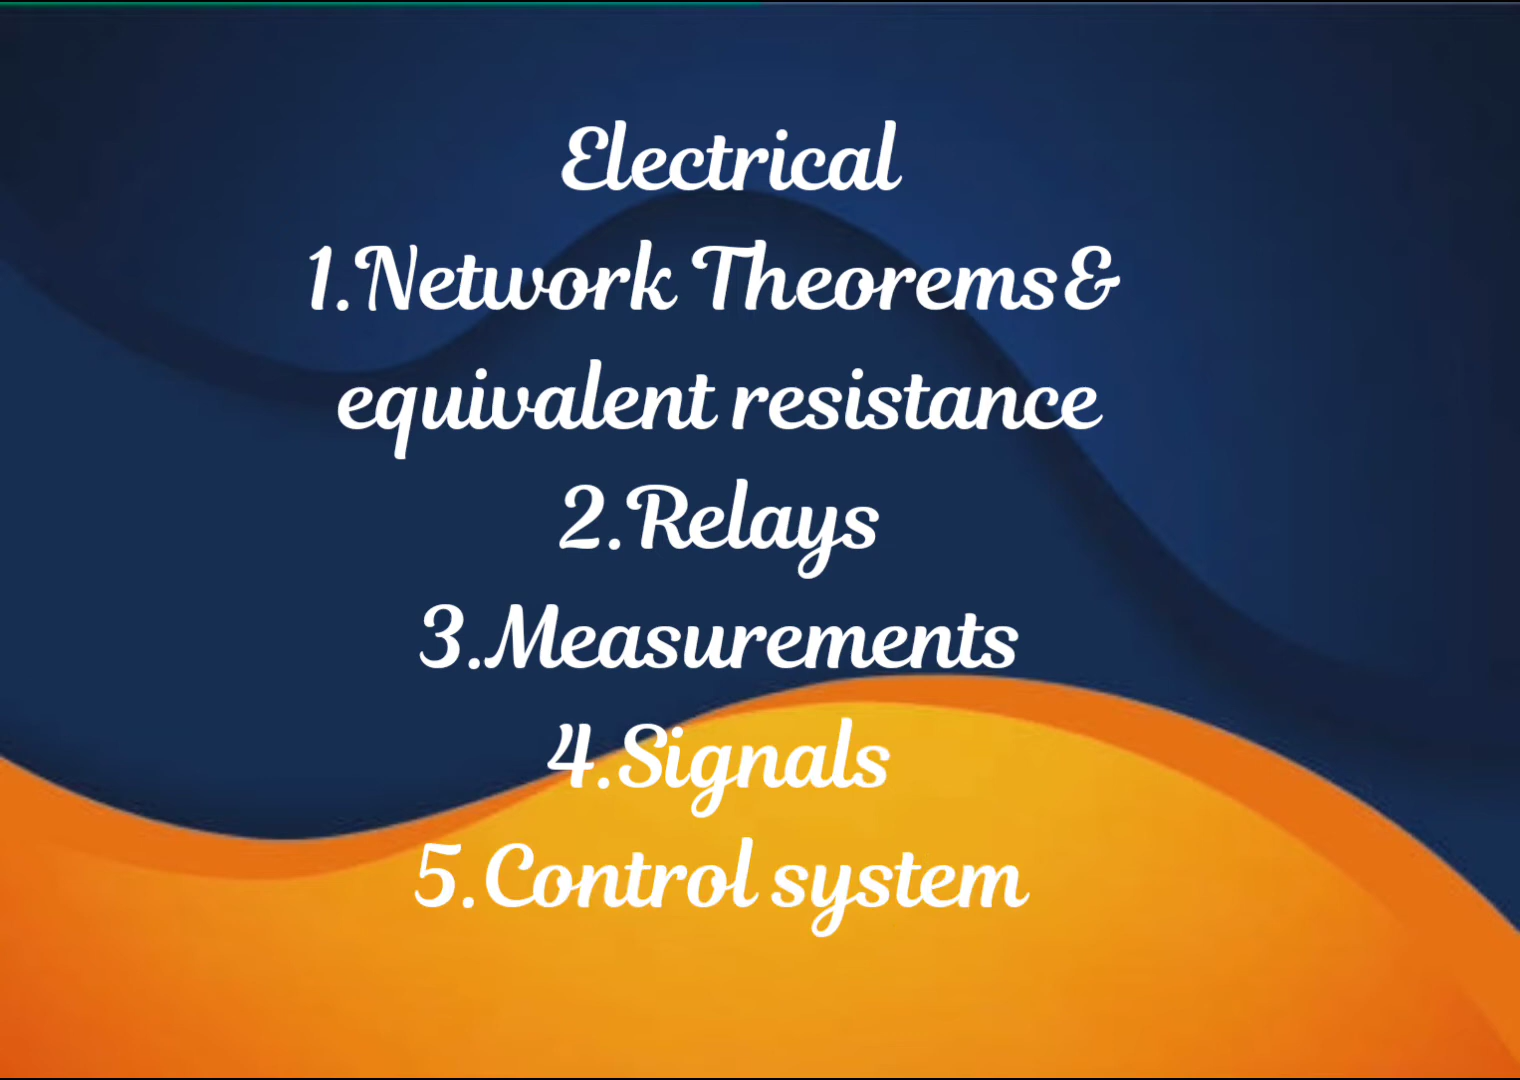 Electrical
1.Network Theorems&
equivalent resistance
2.Relays
3.Measurements
4.Signals
5.Control system